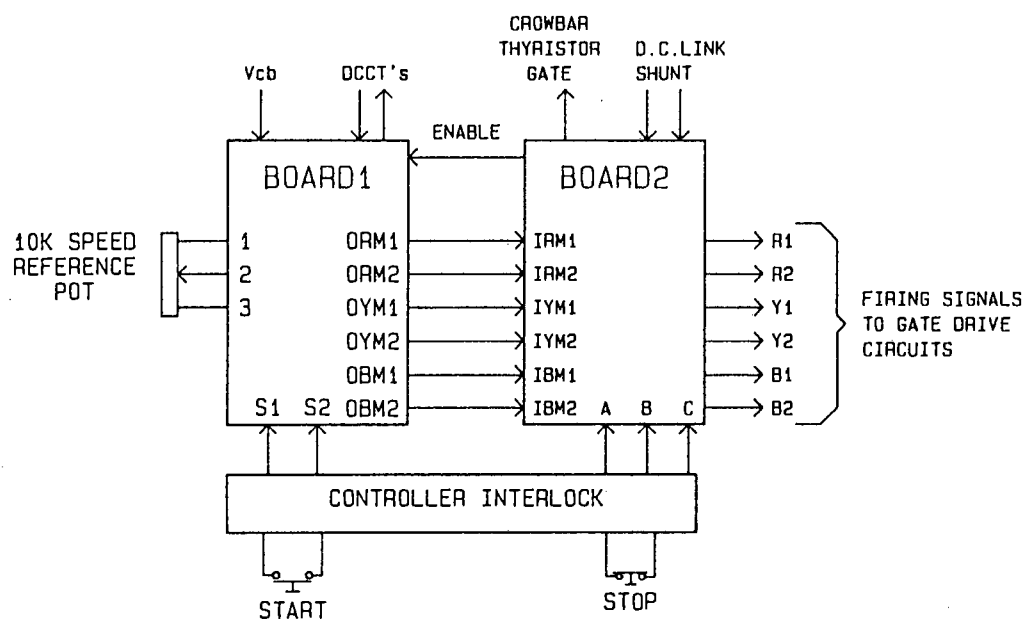 CROWBAR
THYRISTOR
GATE
D.C.LINK
SHUNT
Vcb
DCCT's
ENABLE
BOARD1
BOARD2
10K SPEED
REFERENCE
POT
1
2
3
ORM1
ORM2
OYM1
OYM2
OBM1
OBM2
S1 S2
IRM1
IRM2
IYM1
IYM2
IBM1
IBM2
A B C
R1
R2
Y1
Y2
B1
B2
FIRING SIGNALS
TO GATE DRIVE
CIRCUITS
CONTROLLER INTERLOCK
START
STOP